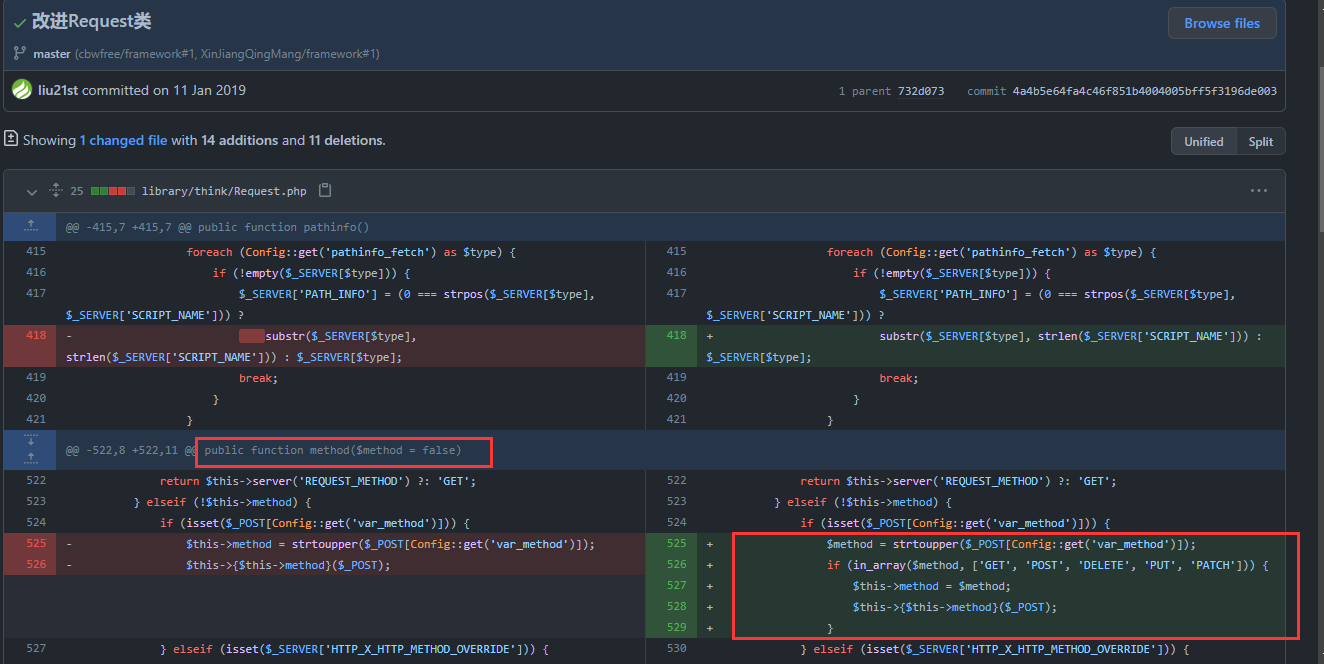 改进Request类
Browse files
master (cbwfree/framework#1, XinJiangQingMang/framework#1)
liu21st committed on 11 Jan 2019
1 parent 732d073 commit 4a4b5e64fa4c46f851b4004005bff5f3196de003
Showing 1 changed file with 14 additions and 11 deletions.
Unified Split
25 library/think/Request.php
@@ -415,7 +415,7 @@ public function pathinfo()
415 foreach (Config::get('pathinfo_fetch') as $type) {
416 if (!empty($_SERVER[$type])) {
417 $_SERVER['PATH_INFO'] = (0 === strpos($_SERVER[$type],
$_SERVER['SCRIPT_NAME'])) ?
418 - substr($_SERVER[$type],
strlen($_SERVER['SCRIPT_NAME'])) : $_SERVER[$type];
419 break;
420 }
421 }
415 foreach (Config::get('pathinfo_fetch') as $type) {
416 if (!empty($_SERVER[$type])) {
417 $_SERVER['PATH_INFO'] = (0 === strpos($_SERVER[$type],
$_SERVER['SCRIPT_NAME'])) ?
418 + substr($_SERVER[$type], strlen($_SERVER['SCRIPT_NAME'])) :
$_SERVER[$type];
419 break;
420 }
421 }
@@ -522,8 +522,11 @@ public function method($method = false)
522 return $this->server('REQUEST_METHOD') ?: 'GET';
523 } elseif (!$this->method) {
524 if (isset($_POST[Config::get('var_method')])) {
525 - $this->method = strtoupper($_POST[Config::get('var_method')]);
526 - $this->{$this->method}($_POST);
527 } elseif (isset($_SERVER['HTTP_X_HTTP_METHOD_OVERRIDE'])) {
522 return $this->server('REQUEST_METHOD') ?: 'GET';
523 } elseif (!$this->method) {
524 if (isset($_POST[Config::get('var_method')])) {
525 + $method = strtoupper($_POST[Config::get('var_method')]);
526 + if (in_array($method, ['GET', 'POST', 'DELETE', 'PUT', 'PATCH'])) {
527 + $this->method = $method;
528 + $this->{$this->method}($_POST);
529 + }
530 } elseif (isset($_SERVER['HTTP_X_HTTP_METHOD_OVERRIDE'])) {